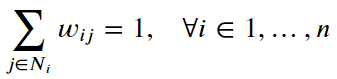 ∑_{j∈N_i} w_{ij} = 1, ∀i ∈ 1, … , n